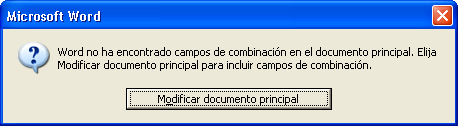 Microsoft Word
Word no ha encontrado campos de combinación en el documento principal. Elija
Modificar documento principal para incluir campos de combinación.
Modificar documento principal